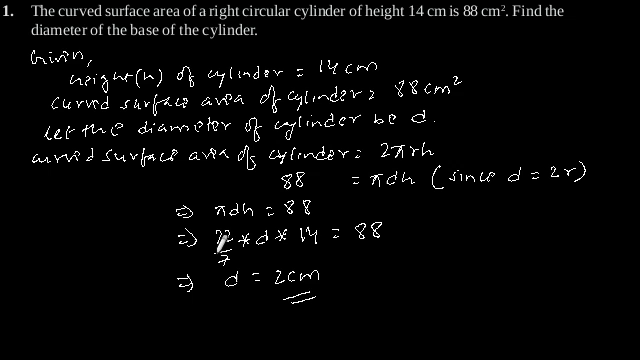 1. The curved surface area of a right circular cylinder of height 14 cm is 88 cm². Find the
diameter of the base of the cylinder.
Given,
height(h) of cylinder = 14cm
curved surface area of cylinder = 88cm²
Let the diameter of cylinder be d.
curved surface area of cylinder = 2πrh
88 = πdh (since d = 2r)
⇒ πdh = 88
⇒ 22/7 * d * 14 = 88
⇒ d = 2cm